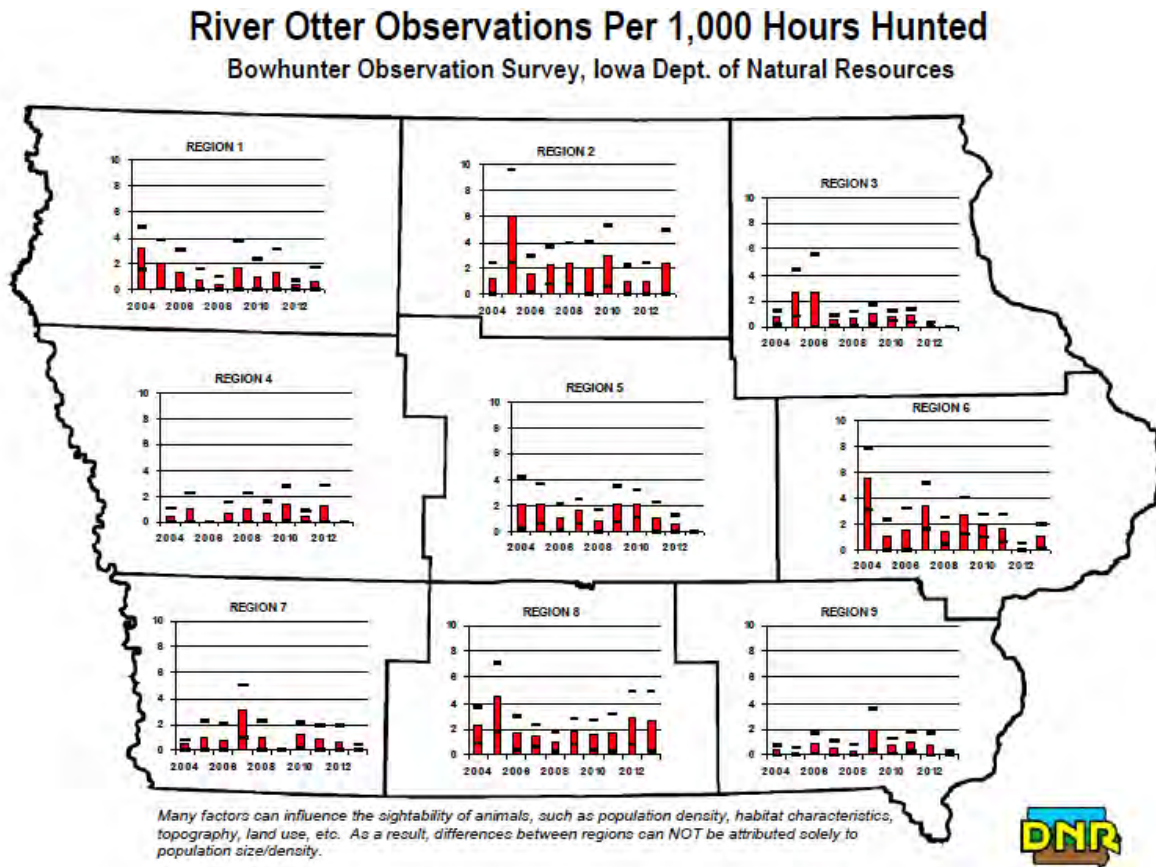 River Otter Observations Per 1,000 Hours Hunted
Bowhunter Observation Survey, Iowa Dept. of Natural Resources
REGION 1
10
8
6
4
2
0
2004 2006 2008 2010 2012
REGION 2
10
8
6
4
2
0
2004 2006 2008 2010 2012
REGION 3
10
8
6
4
2
0
2004 2006 2008 2010 2012
REGION 4
10
8
6
4
2
0
2004 2006 2008 2010 2012
REGION 5
10
8
6
4
2
0
2004 2006 2008 2010 2012
REGION 6
10
8
6
4
2
0
2004 2006 2008 2010 2012
REGION 7
10
8
6
4
2
0
2004 2006 2008 2010 2012
REGION 8
10
8
6
4
2
0
2004 2006 2008 2010 2012
REGION 9
10
8
6
4
2
0
2004 2006 2008 2010 2012
Many factors can influence the sightability of animals, such as population density, habitat characteristics,
topography, land use, etc. As a result, differences between regions can NOT be attributed solely to
population size/density.
DNR